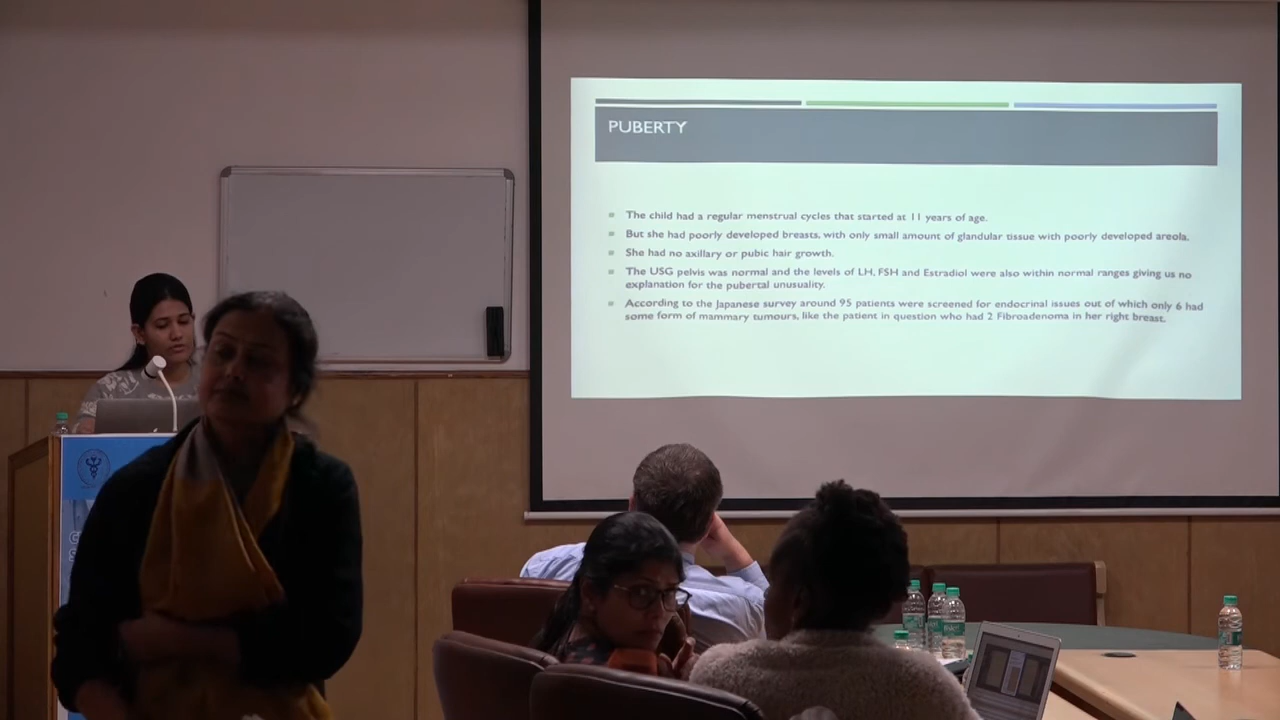 PUBERTY
The child had a regular menstrual cycles that started at 11 years of age.
But she had poorly developed breasts, with only small amount of glandular tissue with poorly developed areola.
She had no axillary or pubic hair growth.
The USG pelvis was normal and the levels of LH, FSH and Estradiol were also within normal ranges giving us no
explanation for the pubertal unusuality.
According to the Japanese survey around 95 patients were screened for endocrinal issues out of which only 6 had
some form of mammary tumours, like the patient in question who had 2 Fibroadenoma in her right breast.